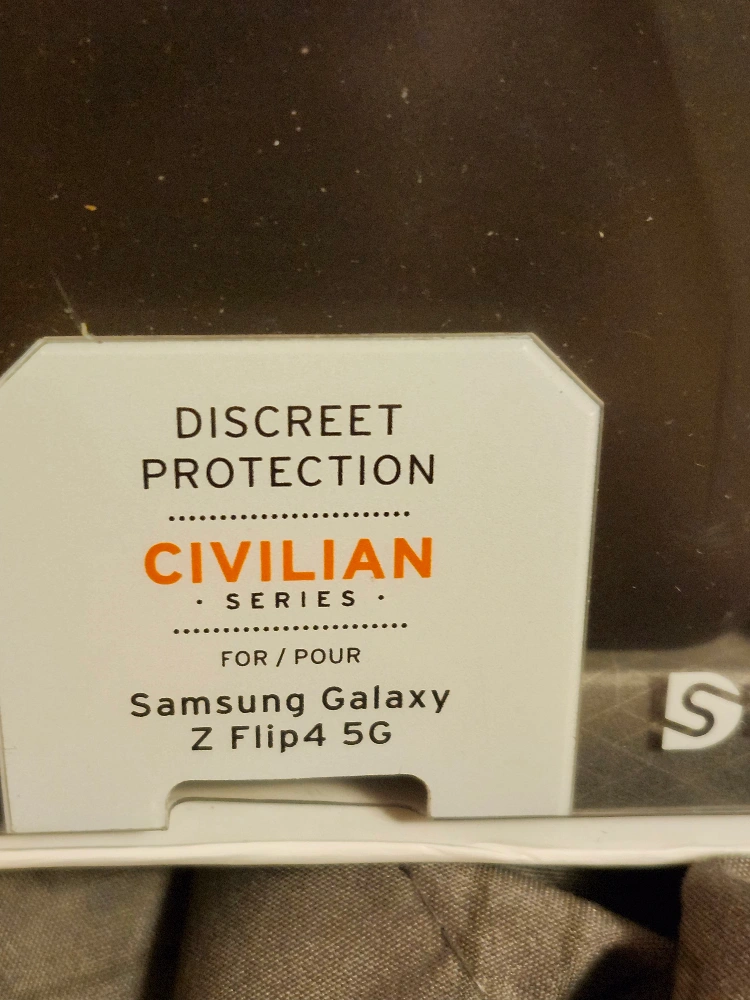 DISCREET
PROTECTION
CIVILIAN
· SERIES ·
FOR / POUR
Samsung Galaxy
Z Flip4 5G